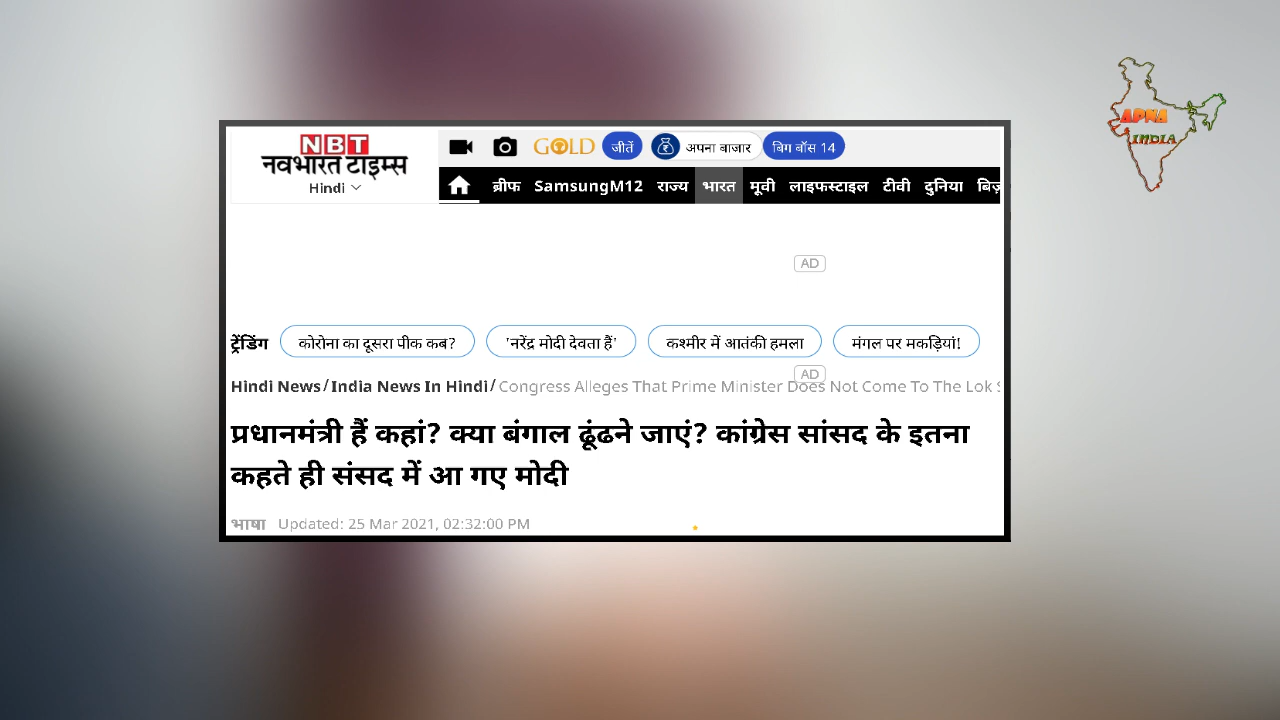 NBT
नवभारत टाइम्स
Hindi
GOLD जीतें अपना बाजार बिग बॉस 14
ब्रीफ SamsungM12 राज्य भारत मूवी लाइफस्टाइल टीवी दुनिया बिज़
APNA
INDIA
AD
ट्रेंडिंग कोरोना का दूसरा पीक कब? 'नरेंद्र मोदी देवता हैं' कश्मीर में आतंकी हमला मंगल पर मकड़ियां!
AD
Hindi News/India News In Hindi/Congress Alleges That Prime Minister Does Not Come To The Lok S
प्रधानमंत्री हैं कहां? क्या बंगाल ढूंढने जाएं? कांग्रेस सांसद के इतना
कहते ही संसद में आ गए मोदी
भाषा Updated: 25 Mar 2021, 02:32:00 PM